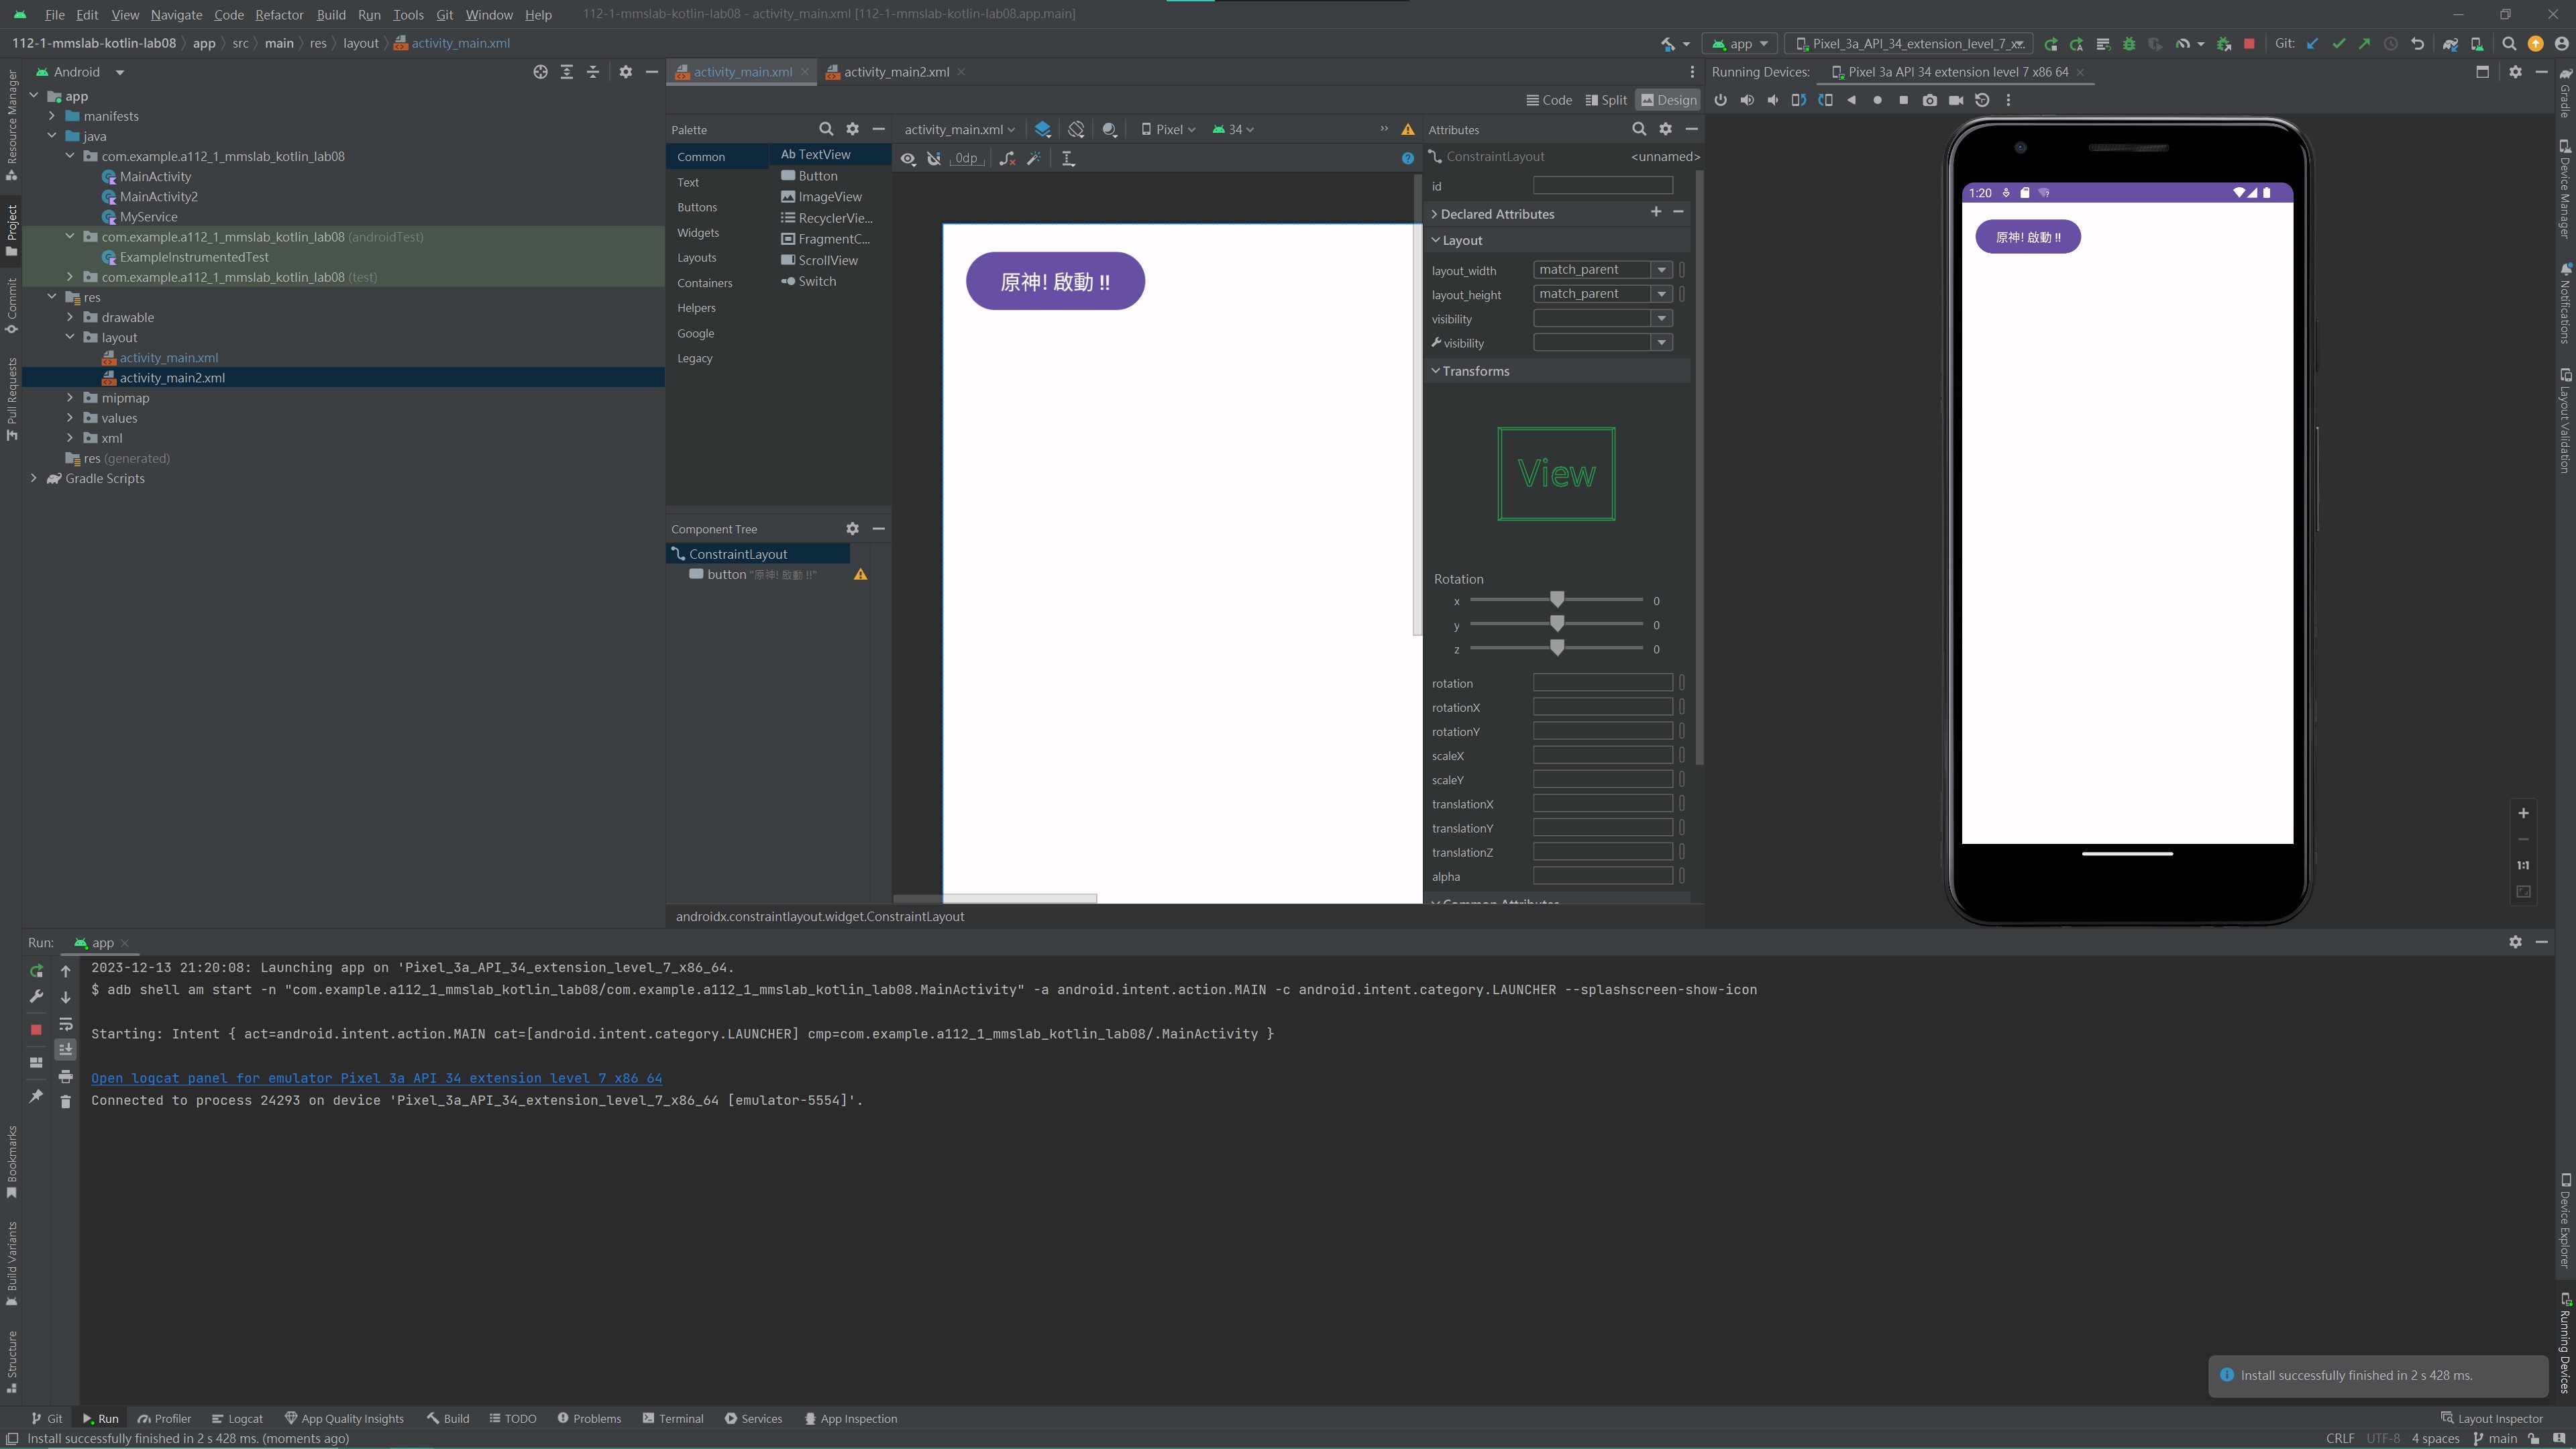 File Edit View Navigate Code Refactor Build Run Tools Git Window Help 112-1-mmslab-kotlin-lab08 - activity_main.xml [112-1-mmslab-kotlin-lab08.app.main]
112-1-mmslab-kotlin-lab08 app src main res layout activity_main.xml
app Pixel_3a_API_34_extension_level_7_x... Git:
Android
activity_main.xml activity_main2.xml
Running Devices: Pixel 3a API 34 extension level 7 x86 64
Code Split Design
app
manifests
java
com.example.a112_1_mmslab_kotlin_lab08
MainActivity
MainActivity2
MyService
com.example.a112_1_mmslab_kotlin_lab08 (androidTest)
ExampleInstrumentedTest
com.example.a112_1_mmslab_kotlin_lab08 (test)
res
drawable
layout
activity_main.xml
activity_main2.xml
mipmap
values
xml
res (generated)
Gradle Scripts
Palette
Common
Text
Buttons
Widgets
Layouts
Containers
Helpers
Google
Legacy
Ab TextView
Button
ImageView
RecyclerVie...
FragmentC...
ScrollView
Switch
Component Tree
ConstraintLayout
button "原神! 啟動 !!"
activity_main.xml Pixel 34
0dp
原神! 啟動 !!
androidx.constraintlayout.widget.ConstraintLayout
Attributes
ConstraintLayout <unnamed>
id
Declared Attributes
Layout
layout_width match_parent
layout_height match_parent
visibility
visibility
Transforms
View
Rotation
x 0
y 0
z 0
rotation
rotationX
rotationY
scaleX
scaleY
translationX
translationY
translationZ
alpha
Common Attributes
1:20
原神! 啟動 !!
1:1
Run: app
2023-12-13 21:20:08: Launching app on 'Pixel_3a_API_34_extension_level_7_x86_64.
$ adb shell am start -n "com.example.a112_1_mmslab_kotlin_lab08/com.example.a112_1_mmslab_kotlin_lab08.MainActivity" -a android.intent.action.MAIN -c android.intent.category.LAUNCHER --splashscreen-show-icon
Starting: Intent { act=android.intent.action.MAIN cat=[android.intent.category.LAUNCHER] cmp=com.example.a112_1_mmslab_kotlin_lab08/.MainActivity }
Open logcat panel for emulator Pixel 3a API 34 extension level 7 x86 64
Connected to process 24293 on device 'Pixel_3a_API_34_extension_level_7_x86_64 [emulator-5554]'.
Install successfully finished in 2 s 428 ms.
Git Run Profiler Logcat App Quality Insights Build TODO Problems Terminal Services App Inspection Layout Inspector
Install successfully finished in 2 s 428 ms. (moments ago)
CRLF UTF-8 4 spaces main
Resource Manager
Project
Commit
Pull Requests
Bookmarks
Build Variants
Structure
Gradle
Device Manager
Notifications
Layout Validation
Device Explorer
Running Devices